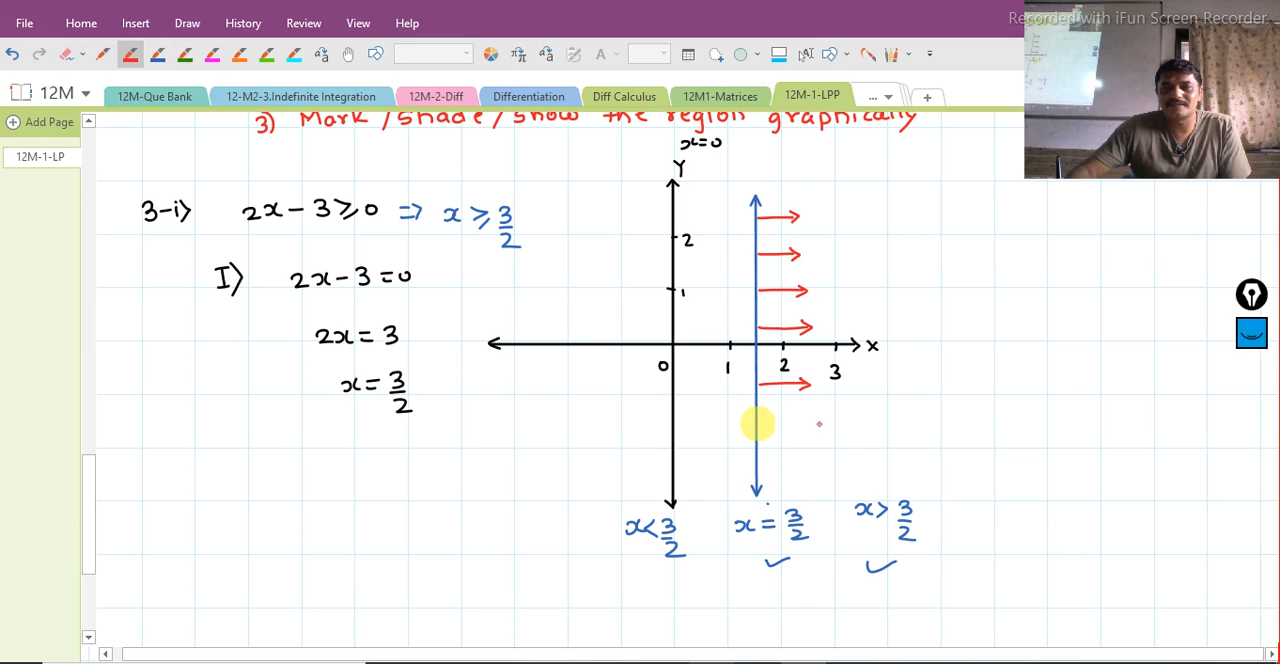 File Home Insert Draw History Review View Help
Recorded with iFun Screen Recorder
12M
12M-Que Bank 12-M2-3.Indefinite Integration 12M-2-Diff Differentiation Diff Calculus 12M1-Matrices 12M-1-LPP ...
Add Page
12M-1-LP
3) Mark / Shade / Show the region graphically
x=0
Y
3-i) 2x - 3 ≥ 0 ⇒ x ≥ 3/2
2
I) 2x - 3 = 0
1
2x = 3
X
0 1 2 3
x = 3/2
x < 3/2 x = 3/2 x > 3/2
✓ ✓